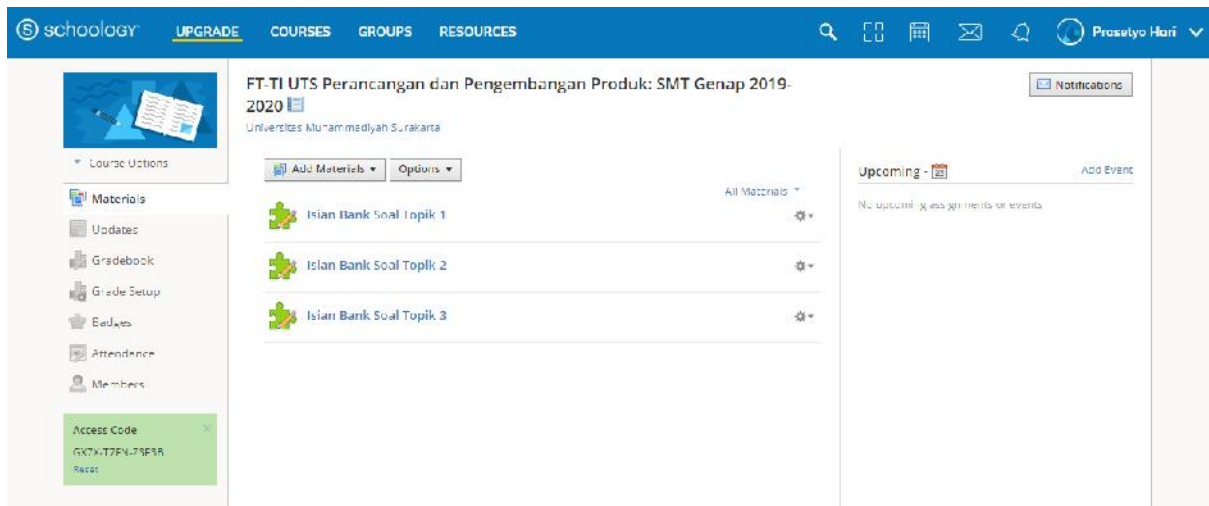 schoology
UPGRADE COURSES GROUPS RESOURCES
Prasetyo Hari
FT-TI UTS Perancangan dan Pengembangan Produk: SMT Genap 2019-
2020
Universitas Muhammadiyah Surakarta
Notifications
Course Options
Materials
Updates
Gradebook
Grade Setup
Badges
Attendance
Members
Access Code
Reset
Add Materials Options
All Materials
Isian Bank Soal Topik 1
Isian Bank Soal Topik 2
Isian Bank Soal Topik 3
Upcoming
Add Event
No upcoming assignments or events